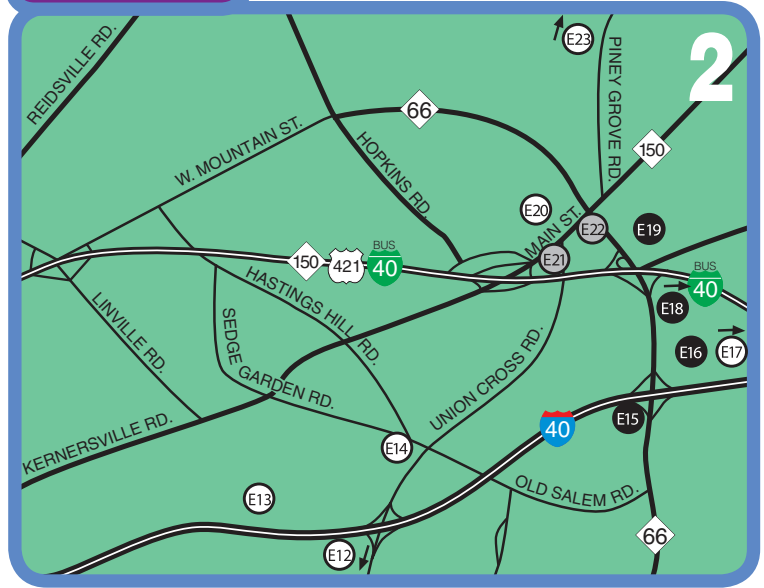 E23
2
REIDSVILLE RD.
PINEY GROVE RD.
66
W. MOUNTAIN ST.
HOPKINS RD.
150
E20
MAIN ST.
E22
E19
BUS
150
421
40
E21
BUS
40
HASTINGS HILL RD.
LINVILLE RD.
E18
SEDGE GARDEN RD.
UNION CROSS RD.
E16
E17
KERNERSVILLE RD.
40
E15
E14
OLD SALEM RD.
E13
66
E12